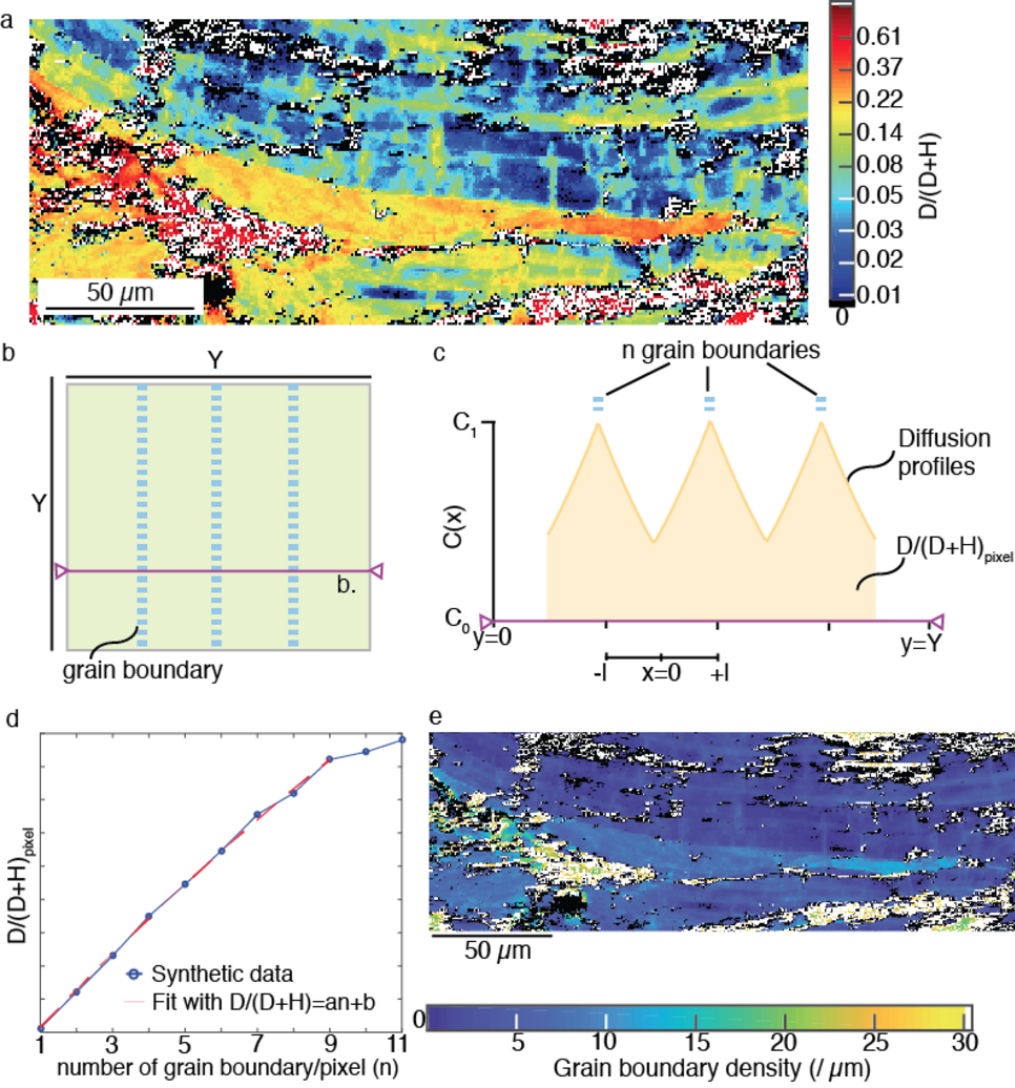 a
0.61
0.37
0.22
0.14
0.08
0.05
0.03
0.02
0.01
0
D/(D+H)
50 µm
b
Y
Y
b.
grain boundary
c
n grain boundaries
C1
C(x)
C0
Diffusion
profiles
D/(D+H)pixel
y=0
y=Y
-l
x=0
+l
d
D/(D+H)pixel
Synthetic data
Fit with D/(D+H)=an+b
1
3
5
7
9
11
number of grain boundary/pixel (n)
e
50 µm
0
5
10
15
20
25
30
Grain boundary density (/ µm)